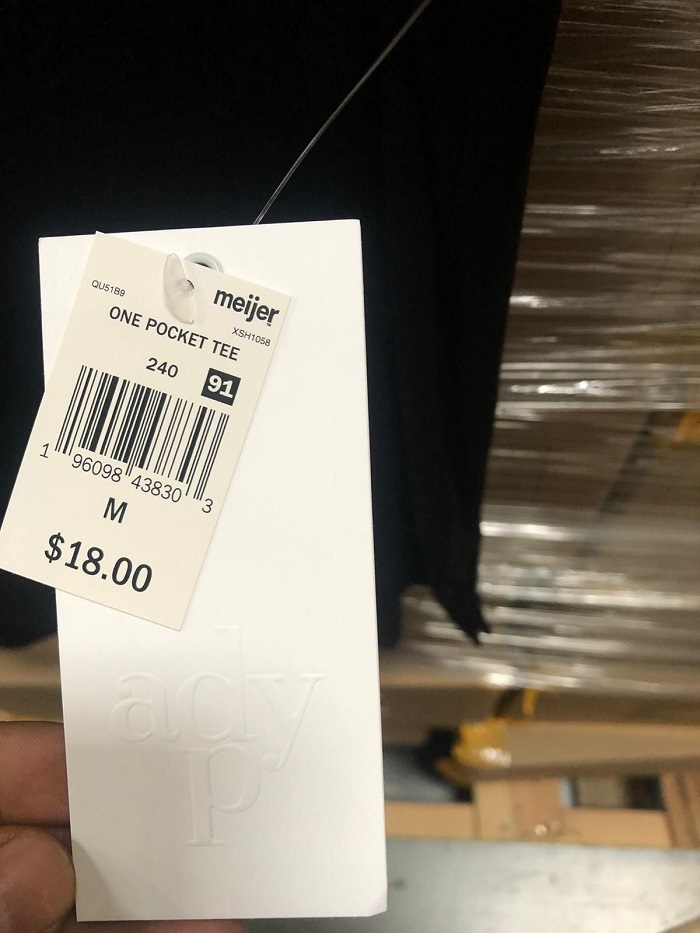 QU51B9
meijer
ONE POCKET TEE
XSH1058
240
91
1 96098 43830 3
M
$18.00
ady
p